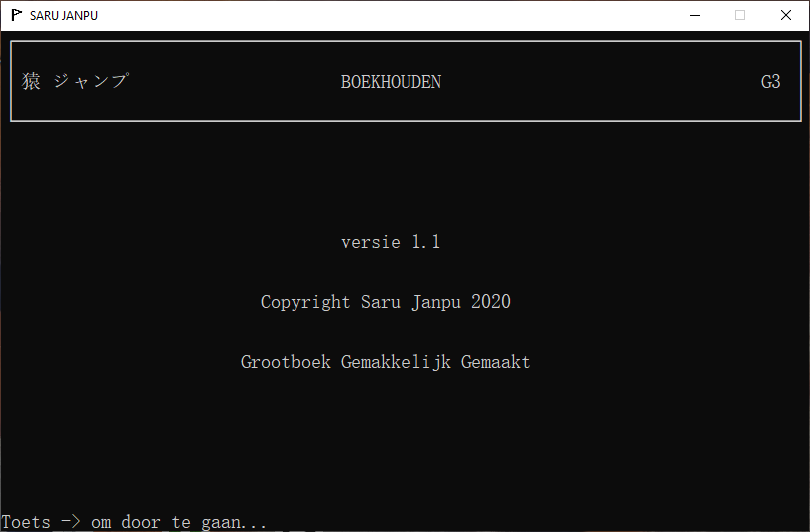 SARU JANPU
猿 ジャンプ BOEKHOUDEN G3
versie 1.1
Copyright Saru Janpu 2020
Grootboek Gemakkelijk Gemaakt
Toets -> om door te gaan...